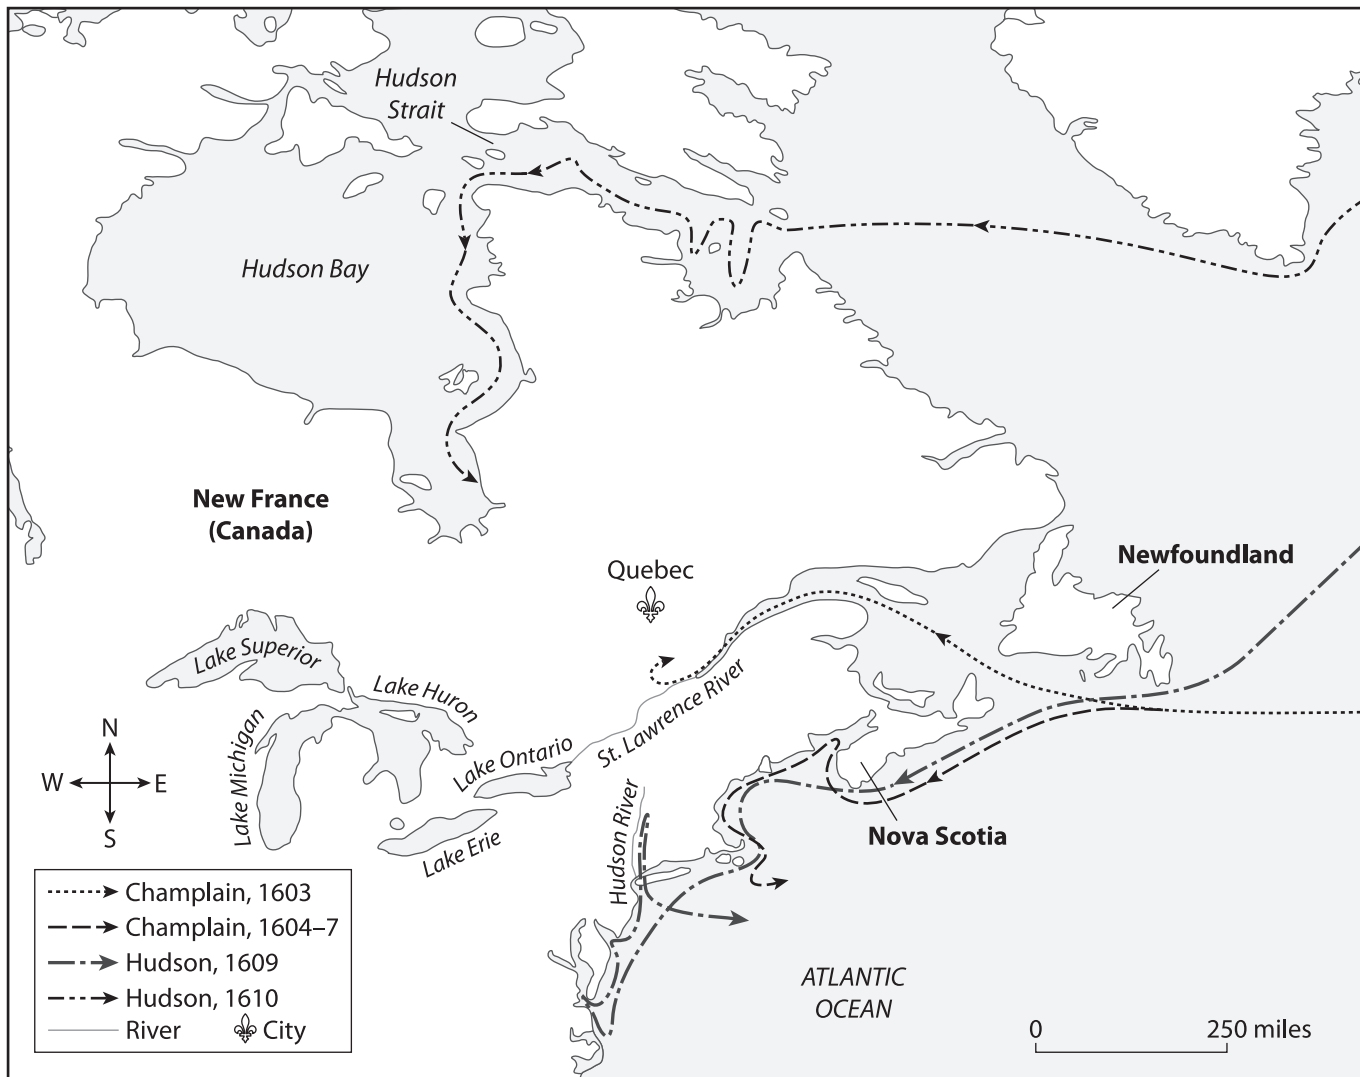 Hudson
Strait
Hudson Bay
New France
(Canada)
Quebec
Newfoundland
Lake Superior
Lake Huron
Lake Michigan
Lake Ontario
St. Lawrence River
Lake Erie
Hudson River
Nova Scotia
N
W
E
S
Champlain, 1603
Champlain, 1604–7
Hudson, 1609
Hudson, 1610
River
City
ATLANTIC
OCEAN
0
250 miles